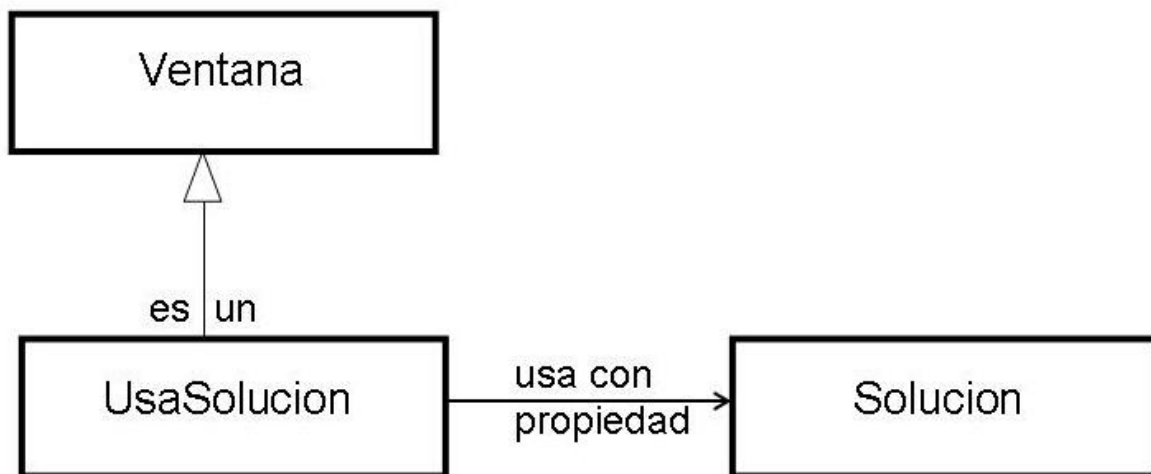 Ventana
es un
UsaSolucion
usa con
propiedad
Solucion